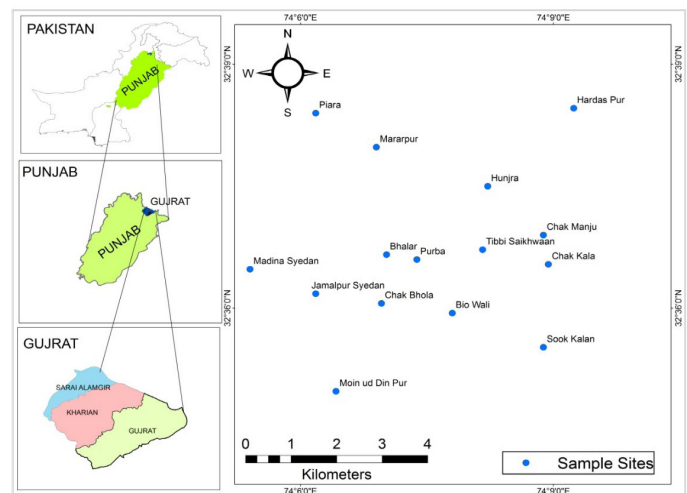 PAKISTAN
PUNJAB
PUNJAB
GUJRAT
PUNJAB
GUJRAT
SARAI ALAMGIR
KHARIAN
GUJRAT
74°6'0"E
74°9'0"E
32°39'0"N
32°39'0"N
N
W
E
S
Piara
Hardas Pur
Mararpur
Hunjra
Chak Manju
Tibbi Saikhwaan
Bhalar
Purba
Chak Kala
Madina Syedan
Jamalpur Syedan
Chak Bhola
Bio Wali
32°36'0"N
32°36'0"N
Sook Kalan
Moin ud Din Pur
0 1 2 3 4
Kilometers
Sample Sites
74°6'0"E
74°9'0"E